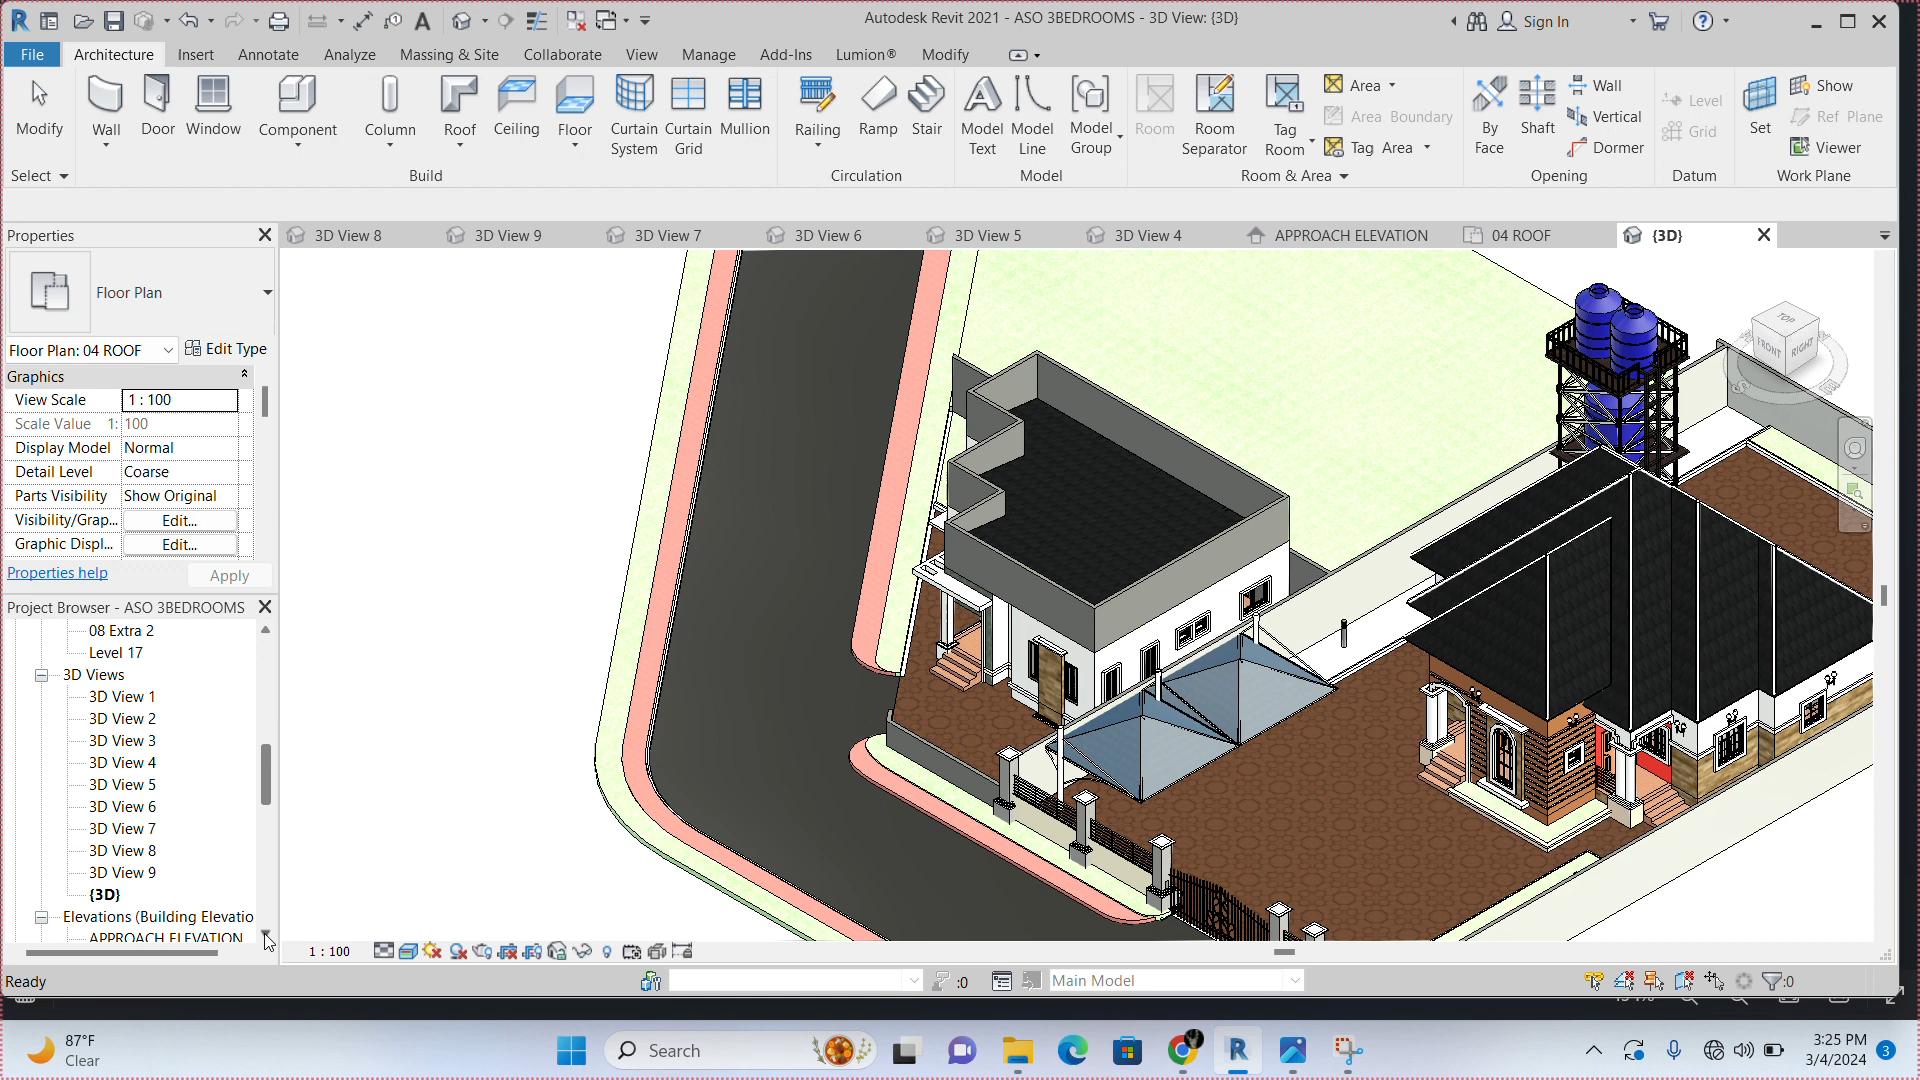 Autodesk Revit 2021 - ASO 3BEDROOMS - 3D View: {3D}
Sign In
File Architecture Insert Annotate Analyze Massing & Site Collaborate View Manage Add-Ins Lumion® Modify
Modify
Wall
Door
Window
Component
Column
Roof
Ceiling
Floor
Curtain System
Curtain Grid
Mullion
Railing
Ramp
Stair
Model Text
Model Line
Model Group
Room
Room Separator
Tag Room
Area
Area Boundary
Tag Area
By Face
Shaft
Wall
Vertical
Dormer
Level
Grid
Set
Show
Ref Plane
Viewer
Select
Build
Circulation
Model
Room & Area
Opening
Datum
Work Plane
Properties
3D View 8
3D View 9
3D View 7
3D View 6
3D View 5
3D View 4
APPROACH ELEVATION
04 ROOF
{3D}
Floor Plan
Floor Plan: 04 ROOF
Edit Type
Graphics
View Scale 1 : 100
Scale Value 1: 100
Display Model Normal
Detail Level Coarse
Parts Visibility Show Original
Visibility/Grap... Edit...
Graphic Displ... Edit...
Properties help
Apply
Project Browser - ASO 3BEDROOMS
08 Extra 2
Level 17
3D Views
3D View 1
3D View 2
3D View 3
3D View 4
3D View 5
3D View 6
3D View 7
3D View 8
3D View 9
{3D}
Elevations (Building Elevatio
APPROACH ELEVATION
TOP
FRONT
RIGHT
1 : 100
Ready
:0
Main Model
:0
87°F
Clear
Search
3:25 PM
3/4/2024
3